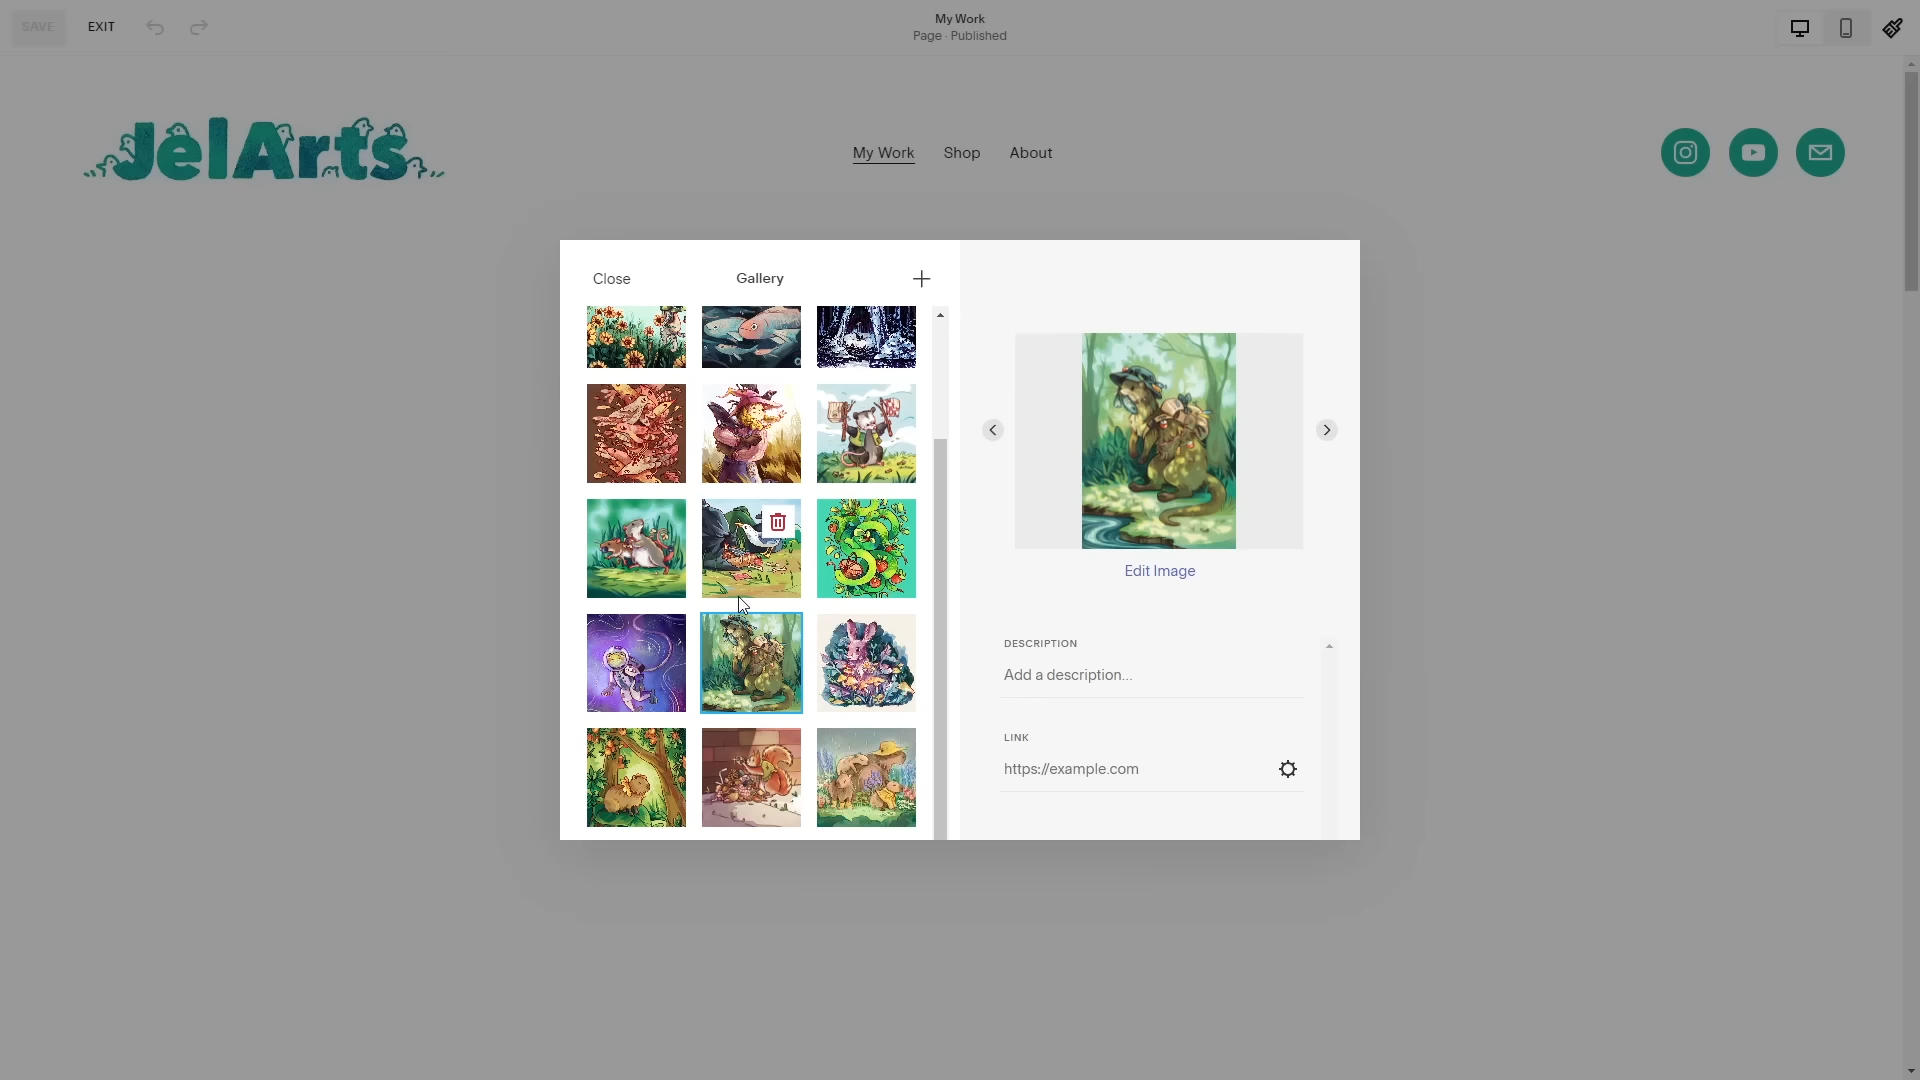 SAVE
EXIT
My Work
Page · Published
JelArts
My Work
Shop
About
Close
Gallery
Edit Image
DESCRIPTION
Add a description...
LINK
https://example.com